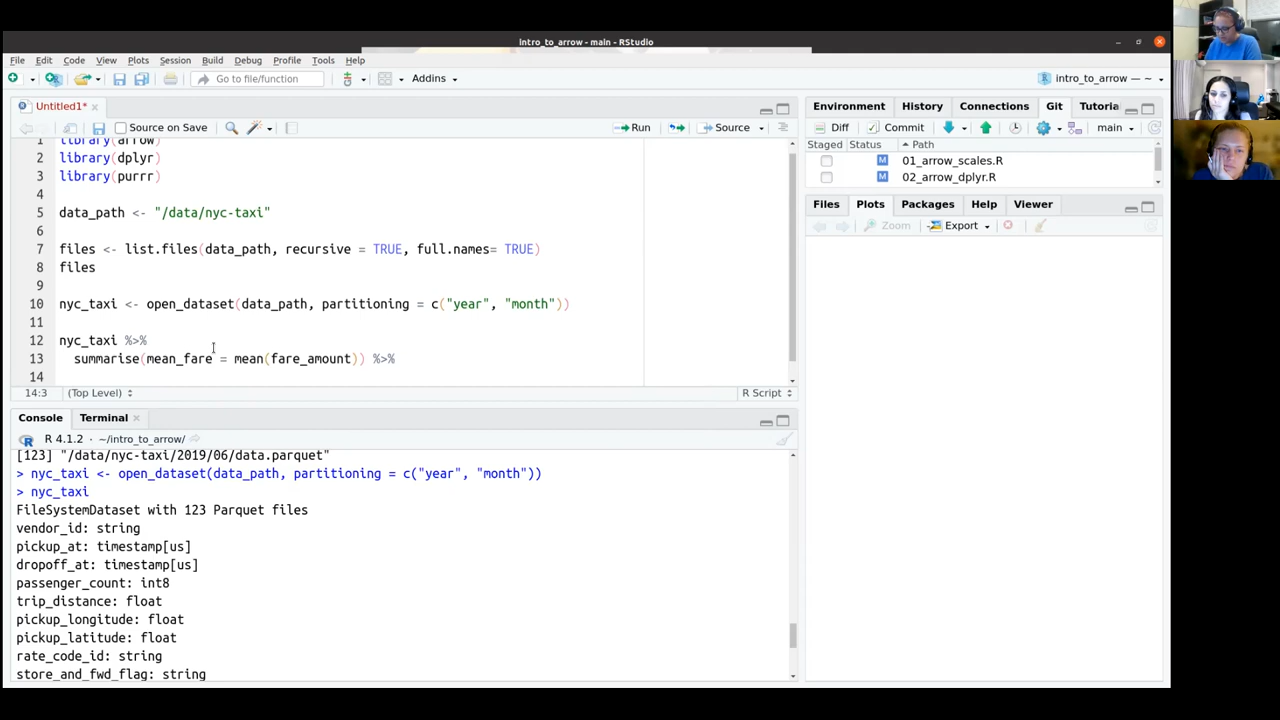 intro_to_arrow - main - RStudio
File Edit Code View Plots Session Build Debug Profile Tools Help
Go to file/function Addins intro_to_arrow — ~
Untitled1*
Source on Save Run Source
1 library(arrow)
2 library(dplyr)
3 library(purrr)
4
5 data_path <- "/data/nyc-taxi"
6
7 files <- list.files(data_path, recursive = TRUE, full.names= TRUE)
8 files
9
10 nyc_taxi <- open_dataset(data_path, partitioning = c("year", "month"))
11
12 nyc_taxi %>%
13 summarise(mean_fare = mean(fare_amount)) %>%
14
14:3 (Top Level) R Script
Console Terminal
R 4.1.2 · ~/intro_to_arrow/
[123] "/data/nyc-taxi/2019/06/data.parquet"
> nyc_taxi <- open_dataset(data_path, partitioning = c("year", "month"))
> nyc_taxi
FileSystemDataset with 123 Parquet files
vendor_id: string
pickup_at: timestamp[us]
dropoff_at: timestamp[us]
passenger_count: int8
trip_distance: float
pickup_longitude: float
pickup_latitude: float
rate_code_id: string
store_and_fwd_flag: string
Environment History Connections Git Tutoria
Diff Commit main
Staged Status Path
M 01_arrow_scales.R
M 02_arrow_dplyr.R
Files Plots Packages Help Viewer
Zoom Export